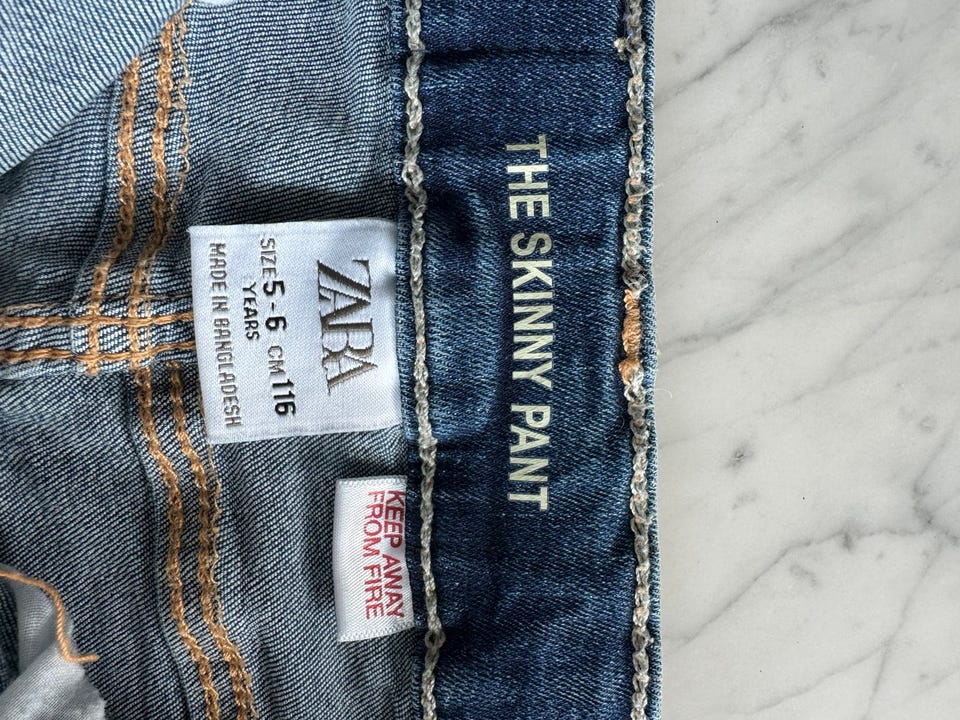 THE SKINNY PANT
ZARA
SIZE 5-6 CM 116
YEARS
MADE IN BANGLADESH
KEEP AWAY
FROM FIRE